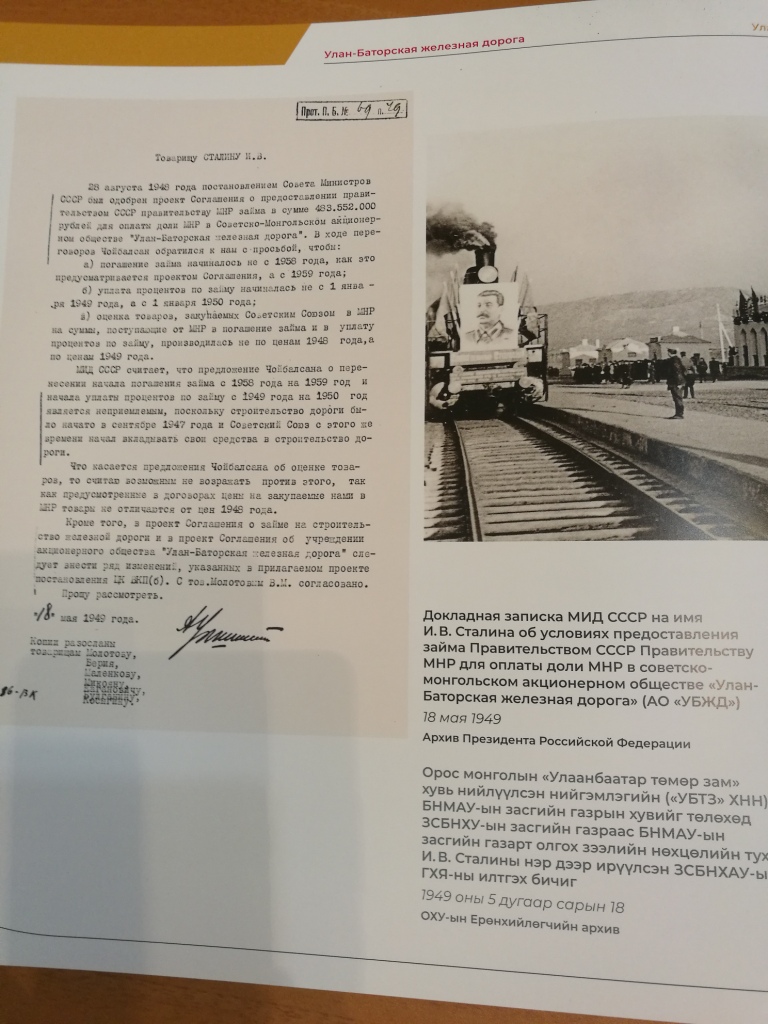 Улан-Баторская железная дорога
Ул
Прот. П. Б. № 69 п. 79.
Товарищу СТАЛИНУ И.В.
28 августа 1948 года постановлением Совета Министров
СССР был одобрен проект Соглашения о предоставлении прави-
тельством СССР правительству МНР займа в сумме 483.552.000
рублей для оплаты доли МНР в Советско-Монгольском акционер-
ном обществе "Улан-Баторская железная дорога". В ходе пере-
говоров Чойбалсан обратился к нам с просьбой, чтобы:
а) погашение займа начиналось не с 1958 года, как это
предусматривается проектом Соглашения, а с 1959 года;
б) уплата процентов по займу начиналась не с 1 янва -
ря 1949 года, а с 1 января 1950 года;
в) оценка товаров, закупаемых Советским Союзом в МНР
на суммы, поступающие от МНР в погашение займа и в уплату
процентов по займу, производилась не по ценам 1948 года,а
по ценам 1949 года.
МИД СССР считает, что предложение Чойбалсана о пере-
несении начала погашения займа с 1958 года на 1959 год и
начала уплаты процентов по займу с 1949 года на 1950 год
является неприемлемым, поскольку строительство дороги бы-
ло начато в сентябре 1947 года и Советский Союз с этого же
времени начал вкладывать свои средства в строительство до-
роги.
Что касается предложения Чойбалсана об оценке това-
ров, то считаю возможным не возражать против этого, так
как предусмотренные в договорах цены на закупаемые нами в
МНР товары не отличаются от цен 1948 года.
Кроме того, в проект Соглашения о займе на строитель-
ство железной дороги и в проект Соглашения об учреждении
акционерного общества "Улан-Баторская железная дорога" сле-
дует внести ряд изменений, указанных в прилагаемом проекте
постановления ЦК ВКП(б). С тов.Молотовым В.М. согласовано.
Прошу рассмотреть.
"18" мая 1949 года.
Копии разосланы
товарищам Молотову,
Берия,
Маленкову,
Микояну,
Кагановичу,
Булганину,
Косыгину.
Докладная записка МИД СССР на имя
И. В. Сталина об условиях предоставления
займа Правительством СССР Правительству
МНР для оплаты доли МНР в советско-
монгольском акционерном обществе «Улан-
Баторская железная дорога» (АО «УБЖД»)
18 мая 1949
Архив Президента Российской Федерации
Орос монголын «Улаанбаатар төмөр зам»
хувь нийлүүлсэн нийгэмлэгийн («УБТЗ» ХНН)
БНМАУ-ын засгийн газрын хувийг төлөхөд
ЗСБНХУ-ын засгийн газраас БНМАУ-ын
засгийн газарт олгох зээлийн нөхцөлийн тух
И. В. Сталины нэр дээр ирүүлсэн ЗСБНХАУ-ы
ГХЯ-ны илтгэх бичиг
1949 оны 5 дугаар сарын 18
ОХУ-ын Ерөнхийлөгчийн архив